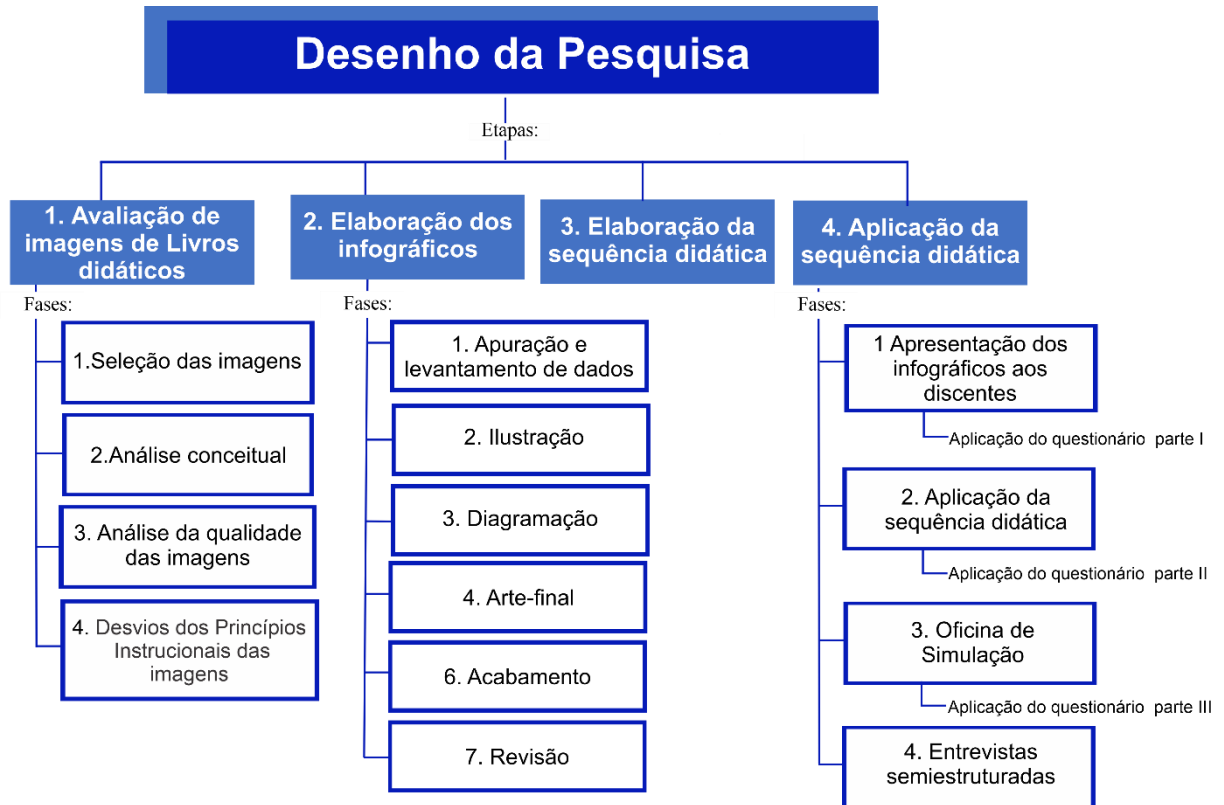 Desenho da Pesquisa
Etapas:
1. Avaliação de
imagens de Livros
didáticos
Fases:
1.Seleção das imagens
2.Análise conceitual
3. Análise da qualidade
das imagens
4. Desvios dos Princípios
Instrucionais das
imagens
2. Elaboração dos
infográficos
Fases:
1. Apuração e
levantamento de dados
2. Ilustração
3. Diagramação
4. Arte-final
6. Acabamento
7. Revisão
3. Elaboração da
sequência didática
4. Aplicação da
sequência didática
Fases:
1 Apresentação dos
infográficos aos
discentes
Aplicação do questionário parte I
2. Aplicação da
sequência didática
Aplicação do questionário parte II
3. Oficina de
Simulação
Aplicação do questionário parte III
4. Entrevistas
semiestruturadas